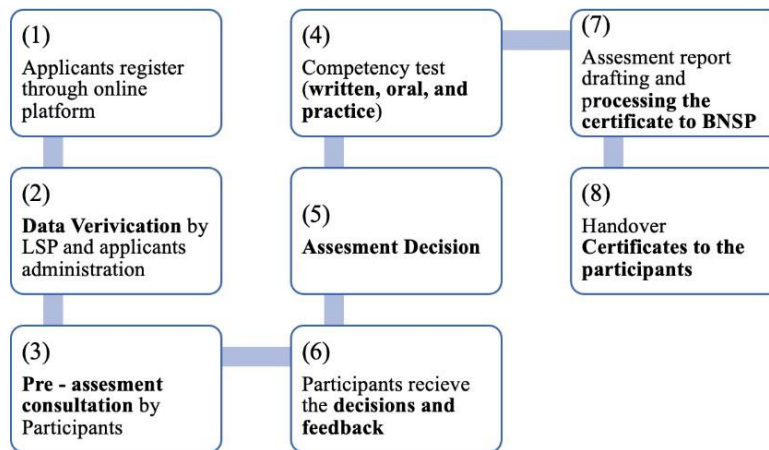 (1)
Applicants register
through online
platform
(2)
Data Verivication by
LSP and applicants
administration
(3)
Pre - assesment
consultation by
Participants
(4)
Competency test
(written, oral, and
practice)
(5)
Assesment Decision
(6)
Participants recieve
the decisions and
feedback
(7)
Assesment report
drafting and
processing the
certificate to BNSP
(8)
Handover
Certificates to the
participants